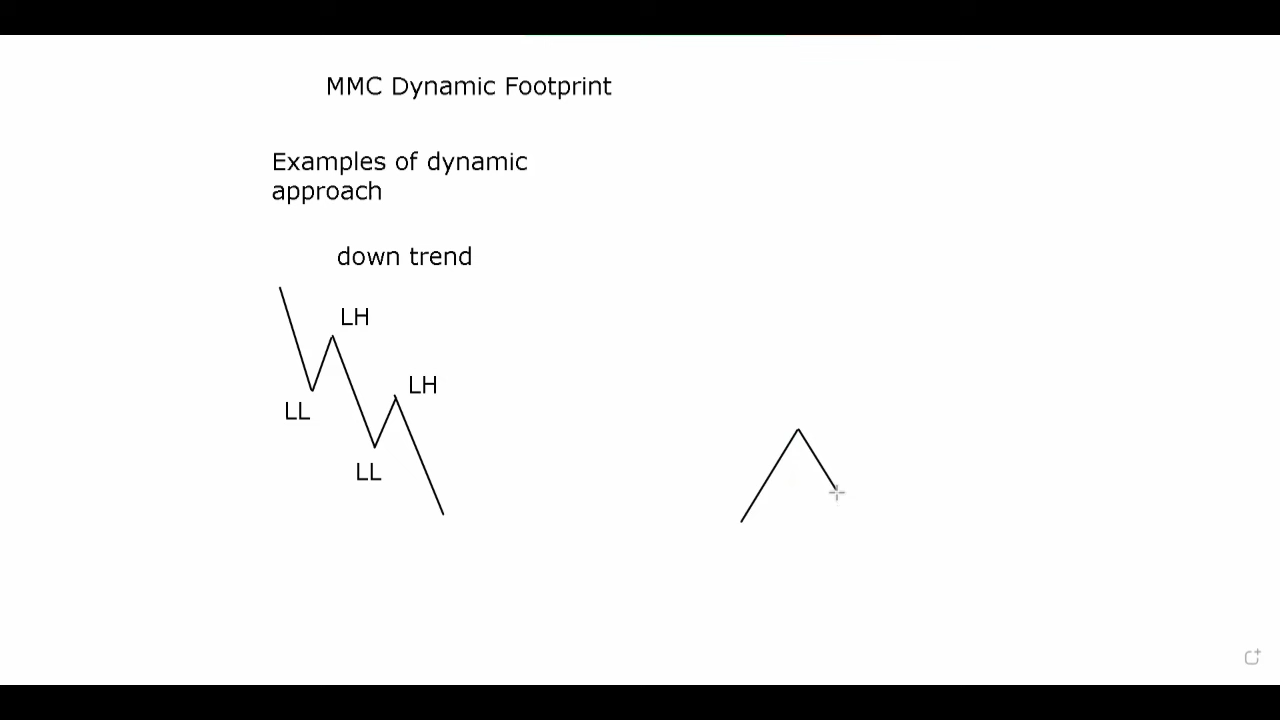 MMC Dynamic Footprint
Examples of dynamic
approach
down trend
LH
LH
LL
LL